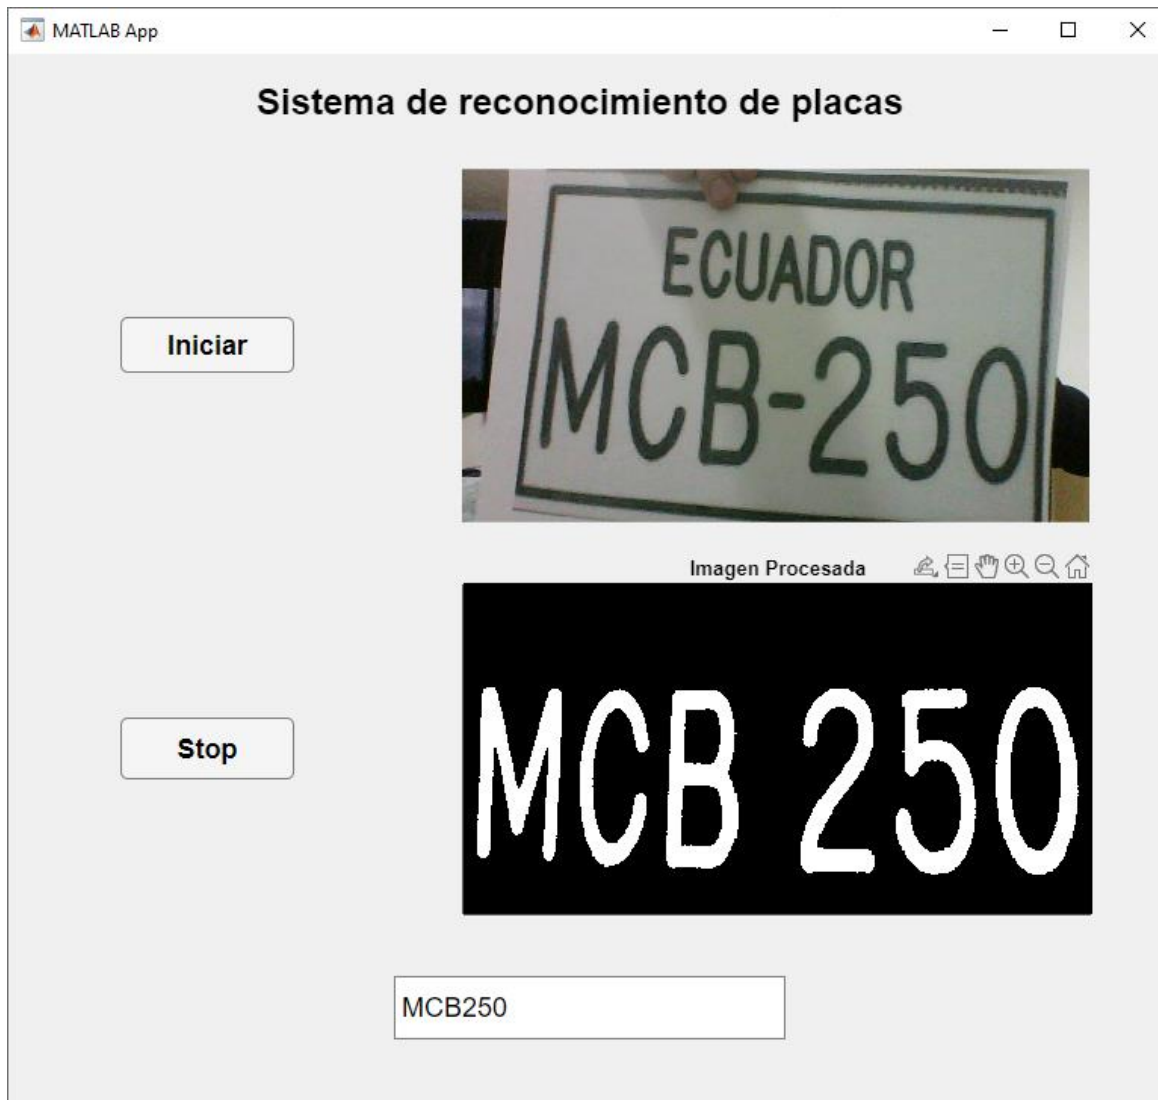 MATLAB App
Sistema de reconocimiento de placas
ECUADOR
MCB-250
Iniciar
Imagen Procesada
MCB 250
Stop
MCB250